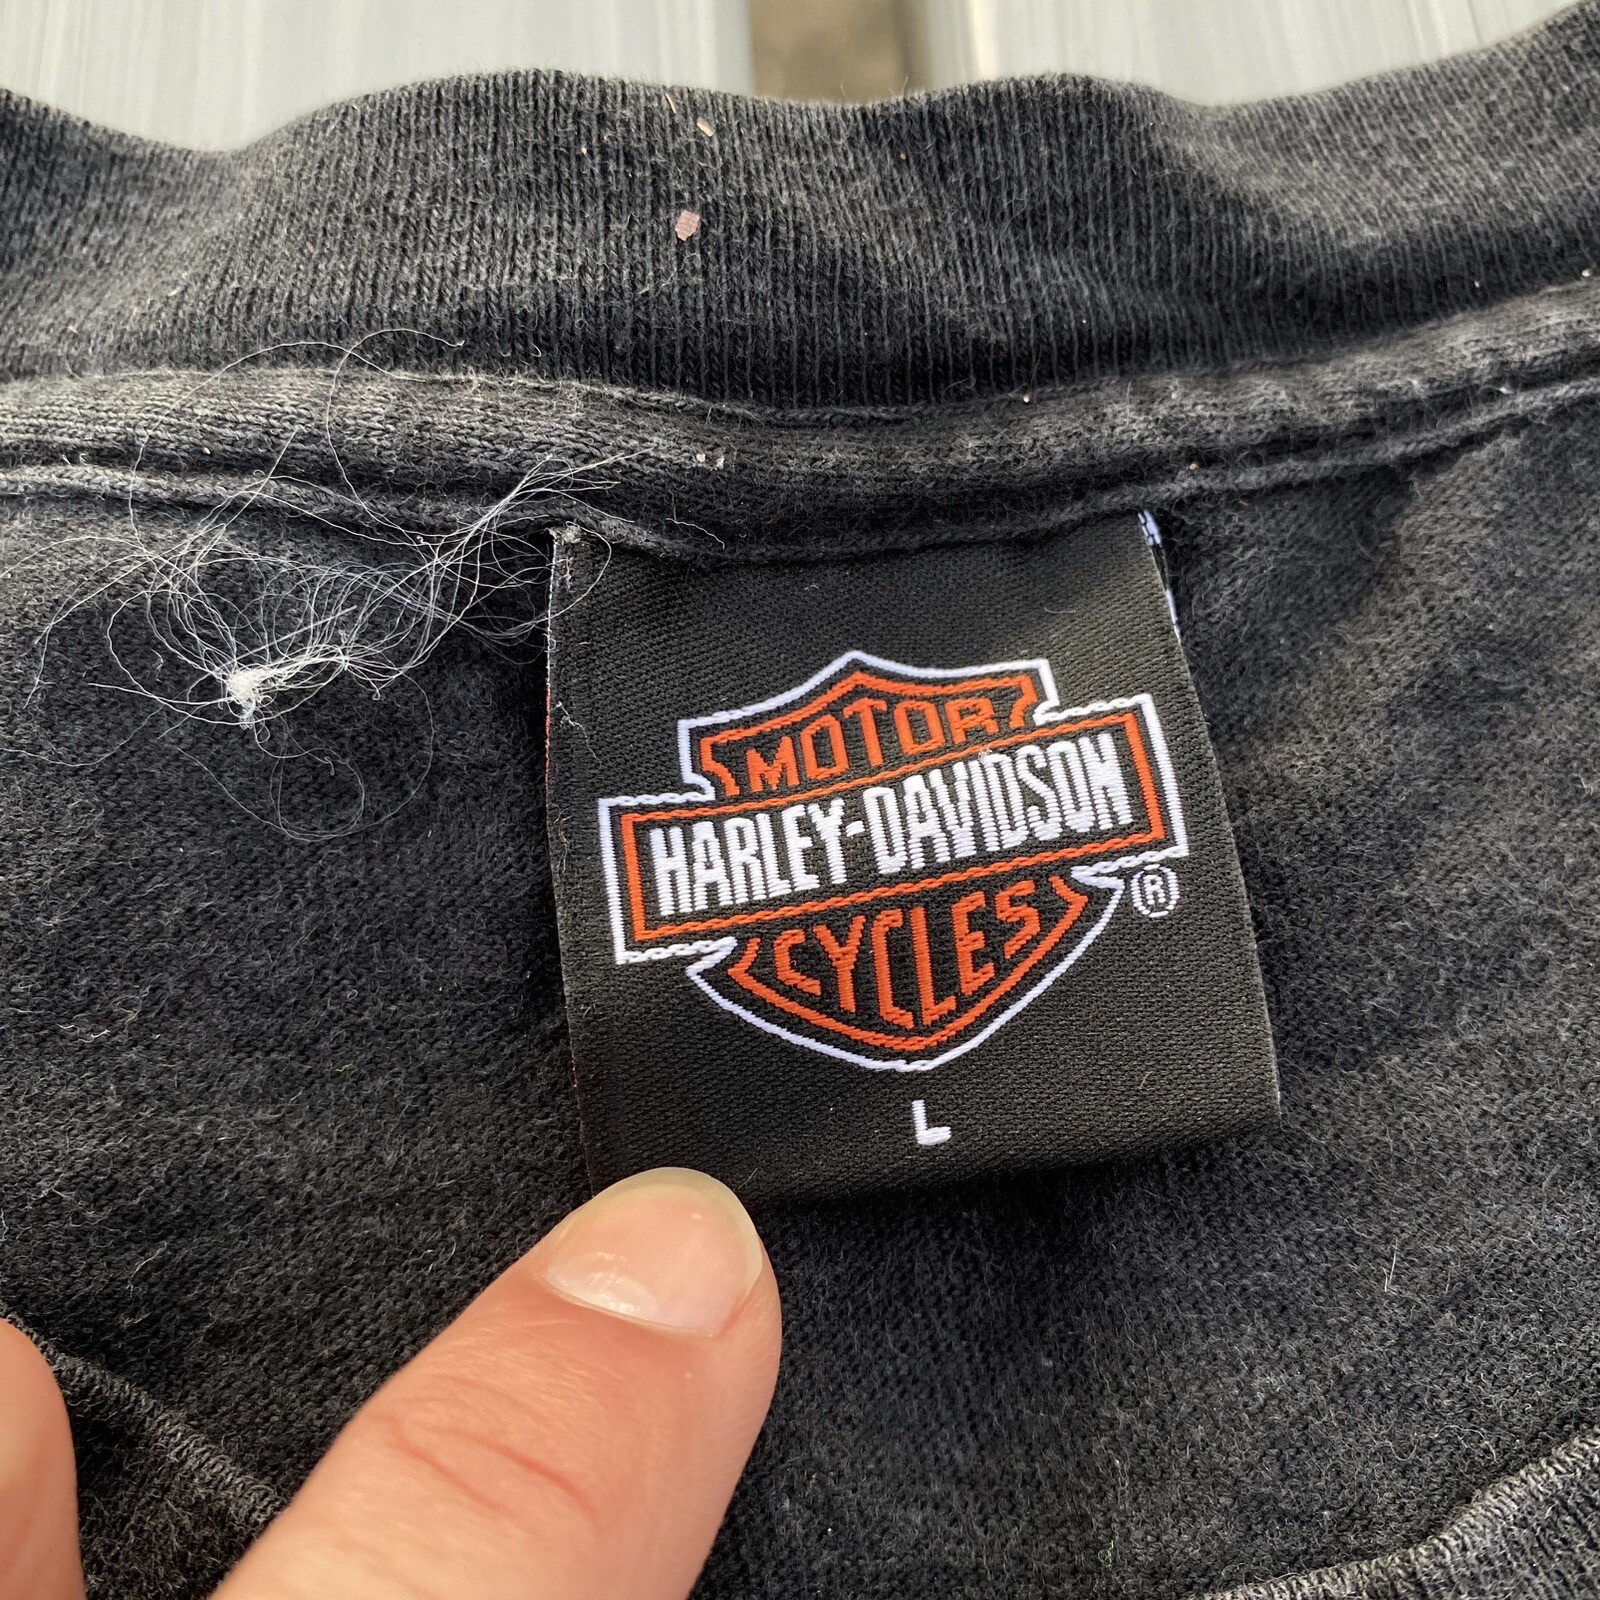 MOTOR
HARLEY-DAVIDSON
CYCLES
®
L